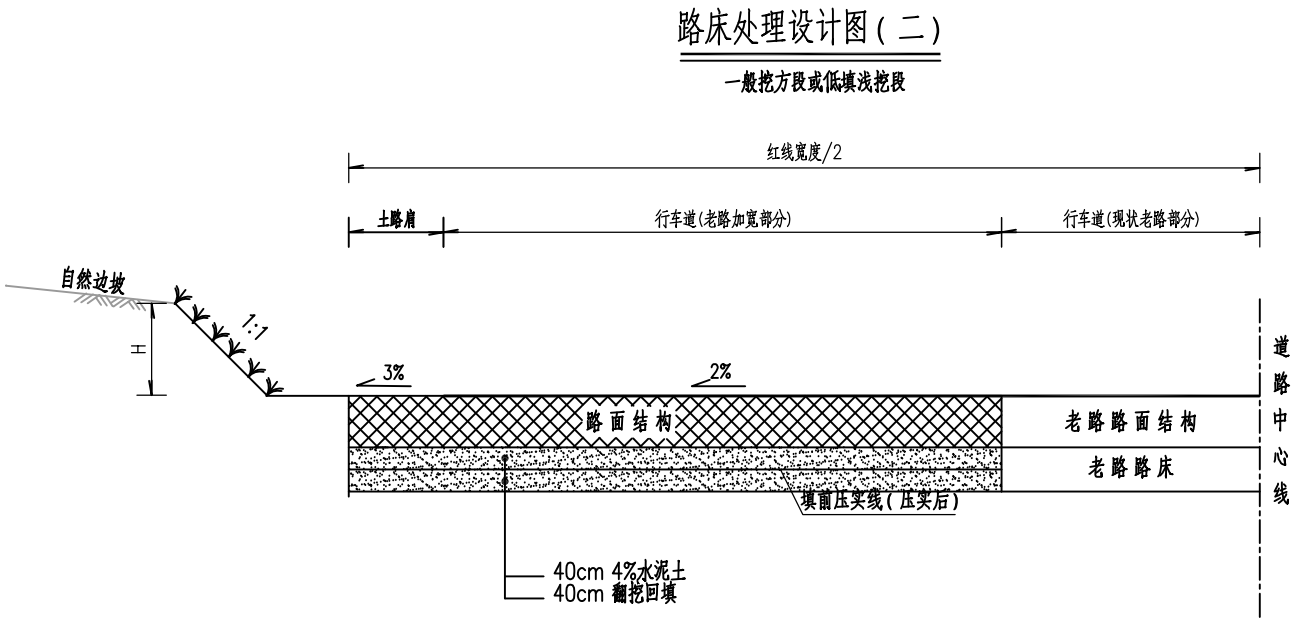 路床处理设计图(二)
一般挖方段或低填浅挖段
红线宽度/2
土路肩
行车道(老路加宽部分)
行车道(现状老路部分)
自然边坡
1:1
H
3%
2%
道路中心线
路面结构
老路路面结构
老路路床
填前压实线(压实后)
40cm 4%水泥土
40cm 翻挖回填